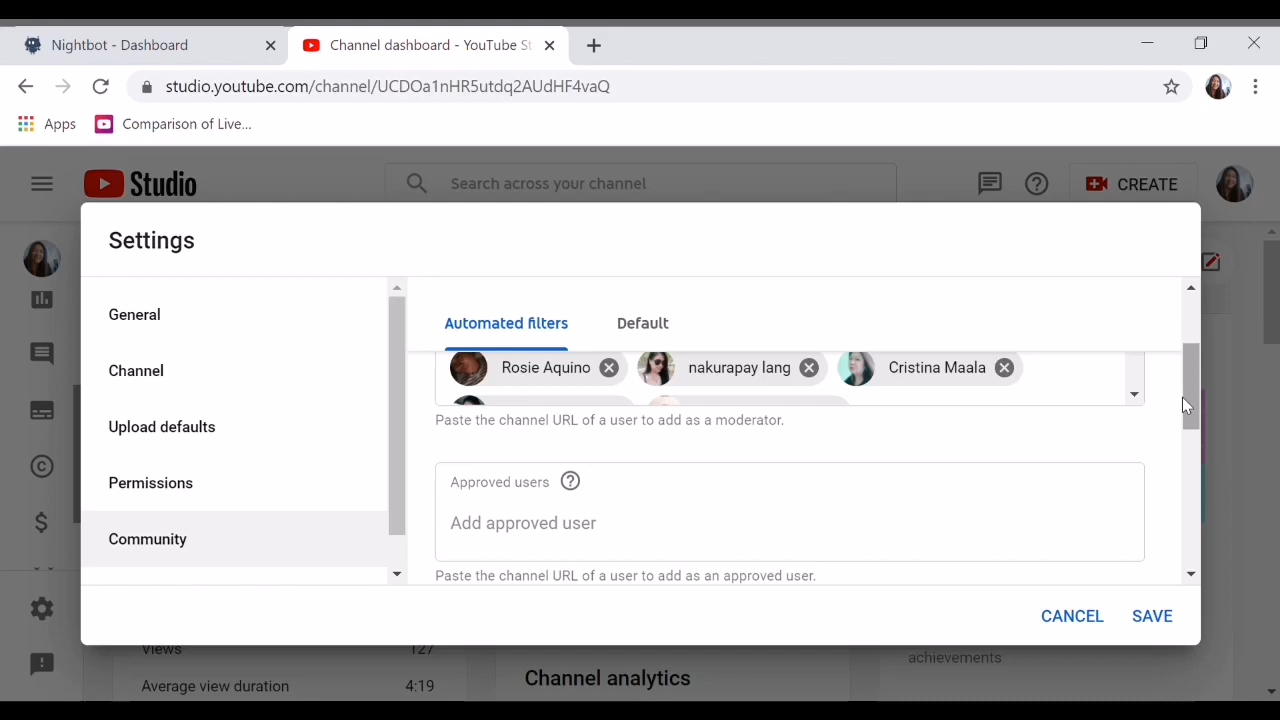 Nightbot - Dashboard
Channel dashboard - YouTube St
studio.youtube.com/channel/UCDOa1nHR5utdq2AUdHF4vaQ
Apps
Comparison of Live...
Studio
Search across your channel
CREATE
Settings
General
Channel
Upload defaults
Permissions
Community
Automated filters
Default
Rosie Aquino
nakurapay lang
Cristina Maala
Paste the channel URL of a user to add as a moderator.
Approved users
Add approved user
Paste the channel URL of a user to add as an approved user.
CANCEL
SAVE
Views
127
Average view duration
4:19
Channel analytics
achievements